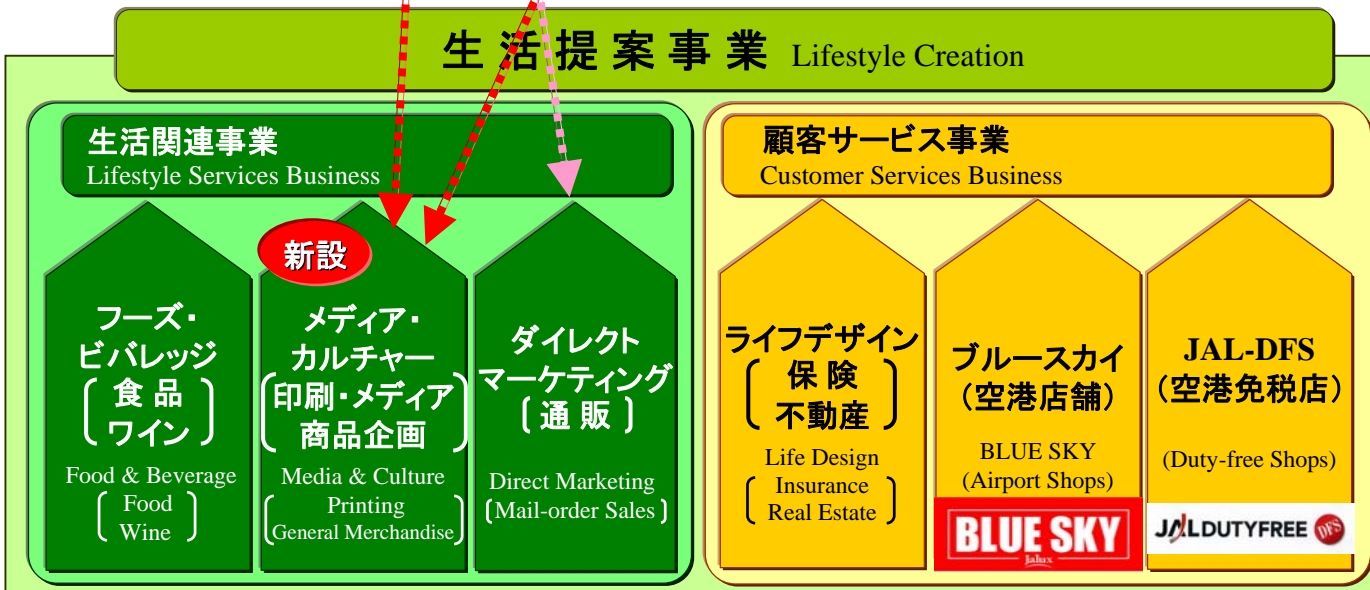 生活提案事業 Lifestyle Creation
生活関連事業
Lifestyle Services Business
新設
フーズ・
ビバレッジ
食品
ワイン
Food & Beverage
Food
Wine
メディア・
カルチャー
印刷・メディア
商品企画
Media & Culture
Printing
General Merchandise
ダイレクト
マーケティング
〔通販〕
Direct Marketing
(Mail-order Sales)
顧客サービス事業
Customer Services Business
ライフデザイン
保険
不動産
Life Design
Insurance
Real Estate
ブルースカイ
(空港店舗)
BLUE SKY
(Airport Shops)
BLUE SKY
Jalux
JAL-DFS
(空港免税店)
(Duty-free Shops)
JALDUTYFREE DFS